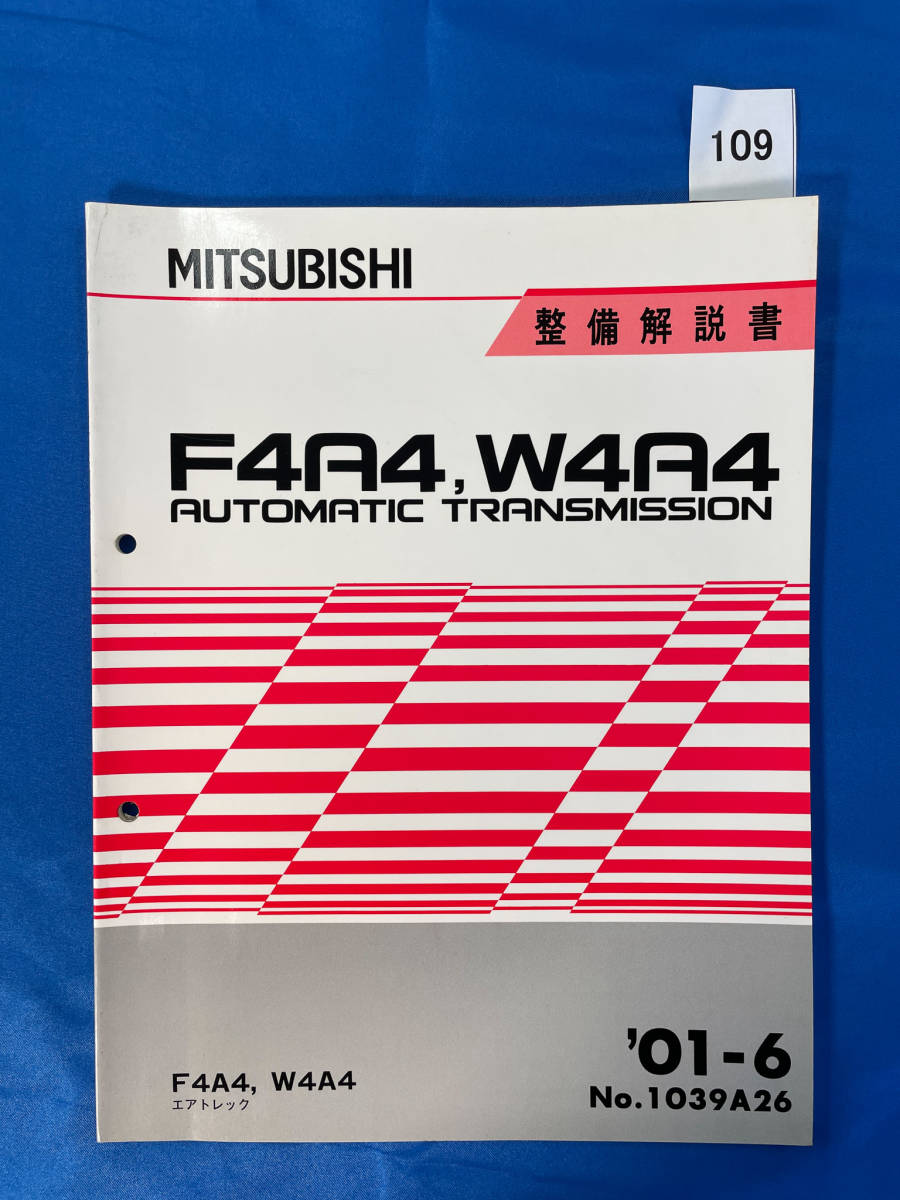 109
MITSUBISHI
整備解説書
F4A4,W4A4
AUTOMATIC TRANSMISSION
'01-6
No.1039A26
F4A4, W4A4
エアトレック